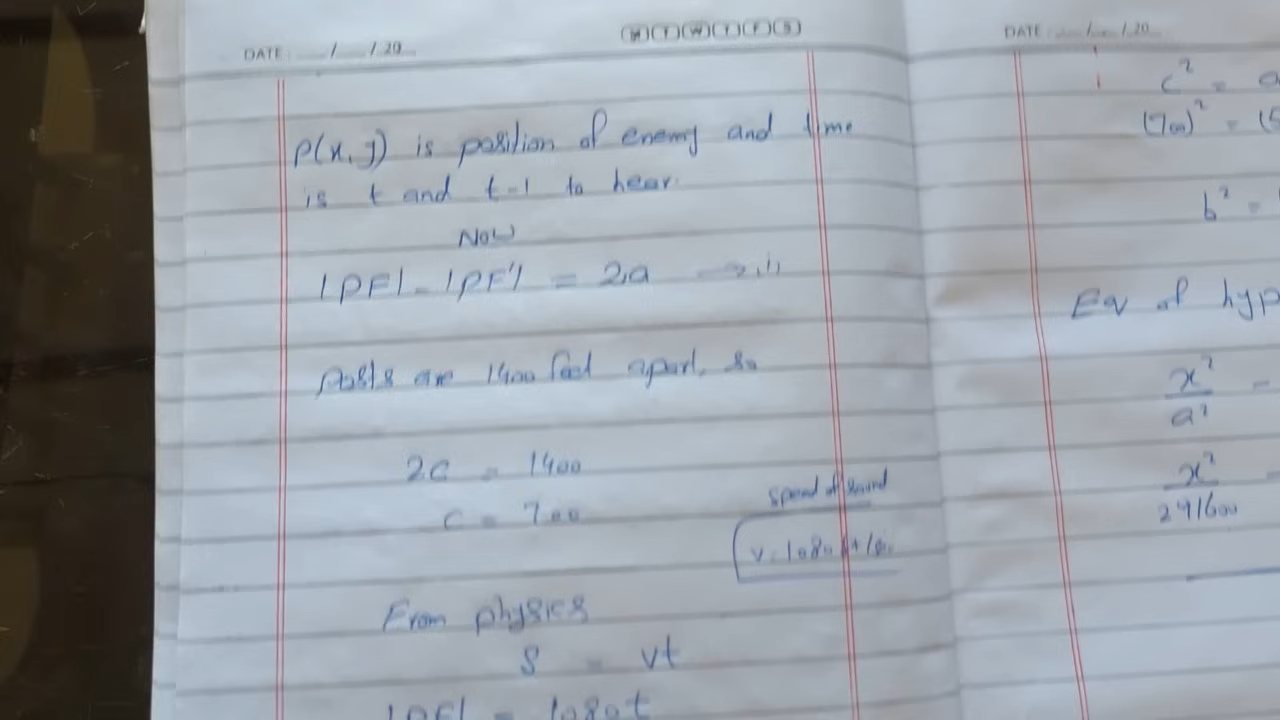 DATE: / / 20
M T W T F S
P(x, y) is position of enemy and time
is t and t-1 to hear.
Now
|PF| - |PF'| = 2a → (i)
Posts are 1400 feet apart, so
2c = 1400
c = 700
speed of sound
v = 1080
From physics
S = vt
|PF| = 1080t
DATE: / / 20
c² =
(700)² = (5
b² =
Eq of hyp
x²
a²
x²
291600